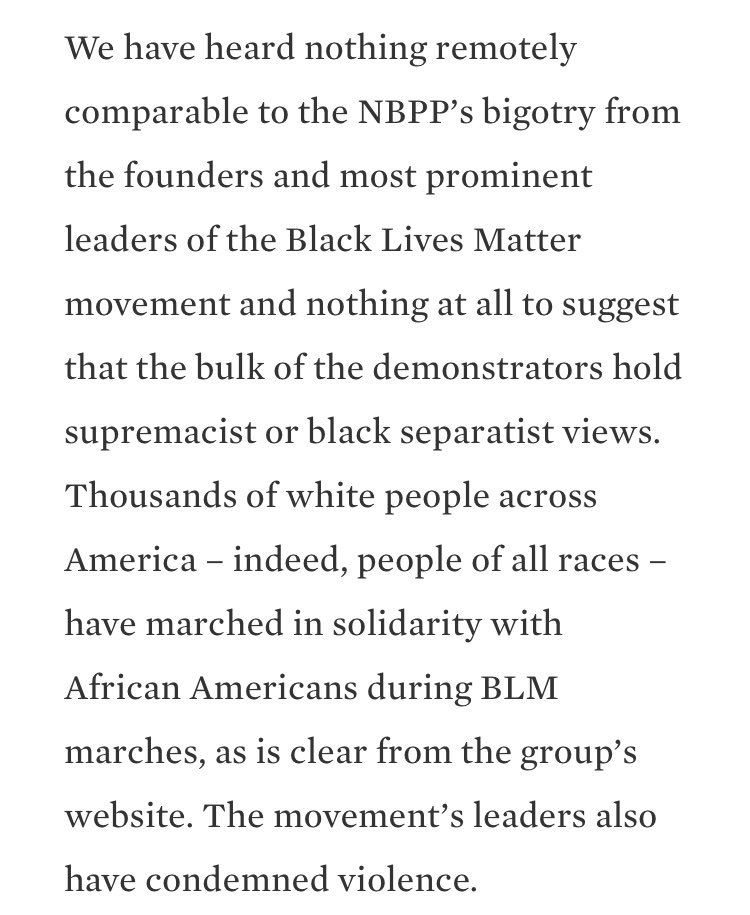 We have heard nothing remotely
comparable to the NBPP’s bigotry from
the founders and most prominent
leaders of the Black Lives Matter
movement and nothing at all to suggest
that the bulk of the demonstrators hold
supremacist or black separatist views.
Thousands of white people across
America – indeed, people of all races –
have marched in solidarity with
African Americans during BLM
marches, as is clear from the group’s
website. The movement’s leaders also
have condemned violence.